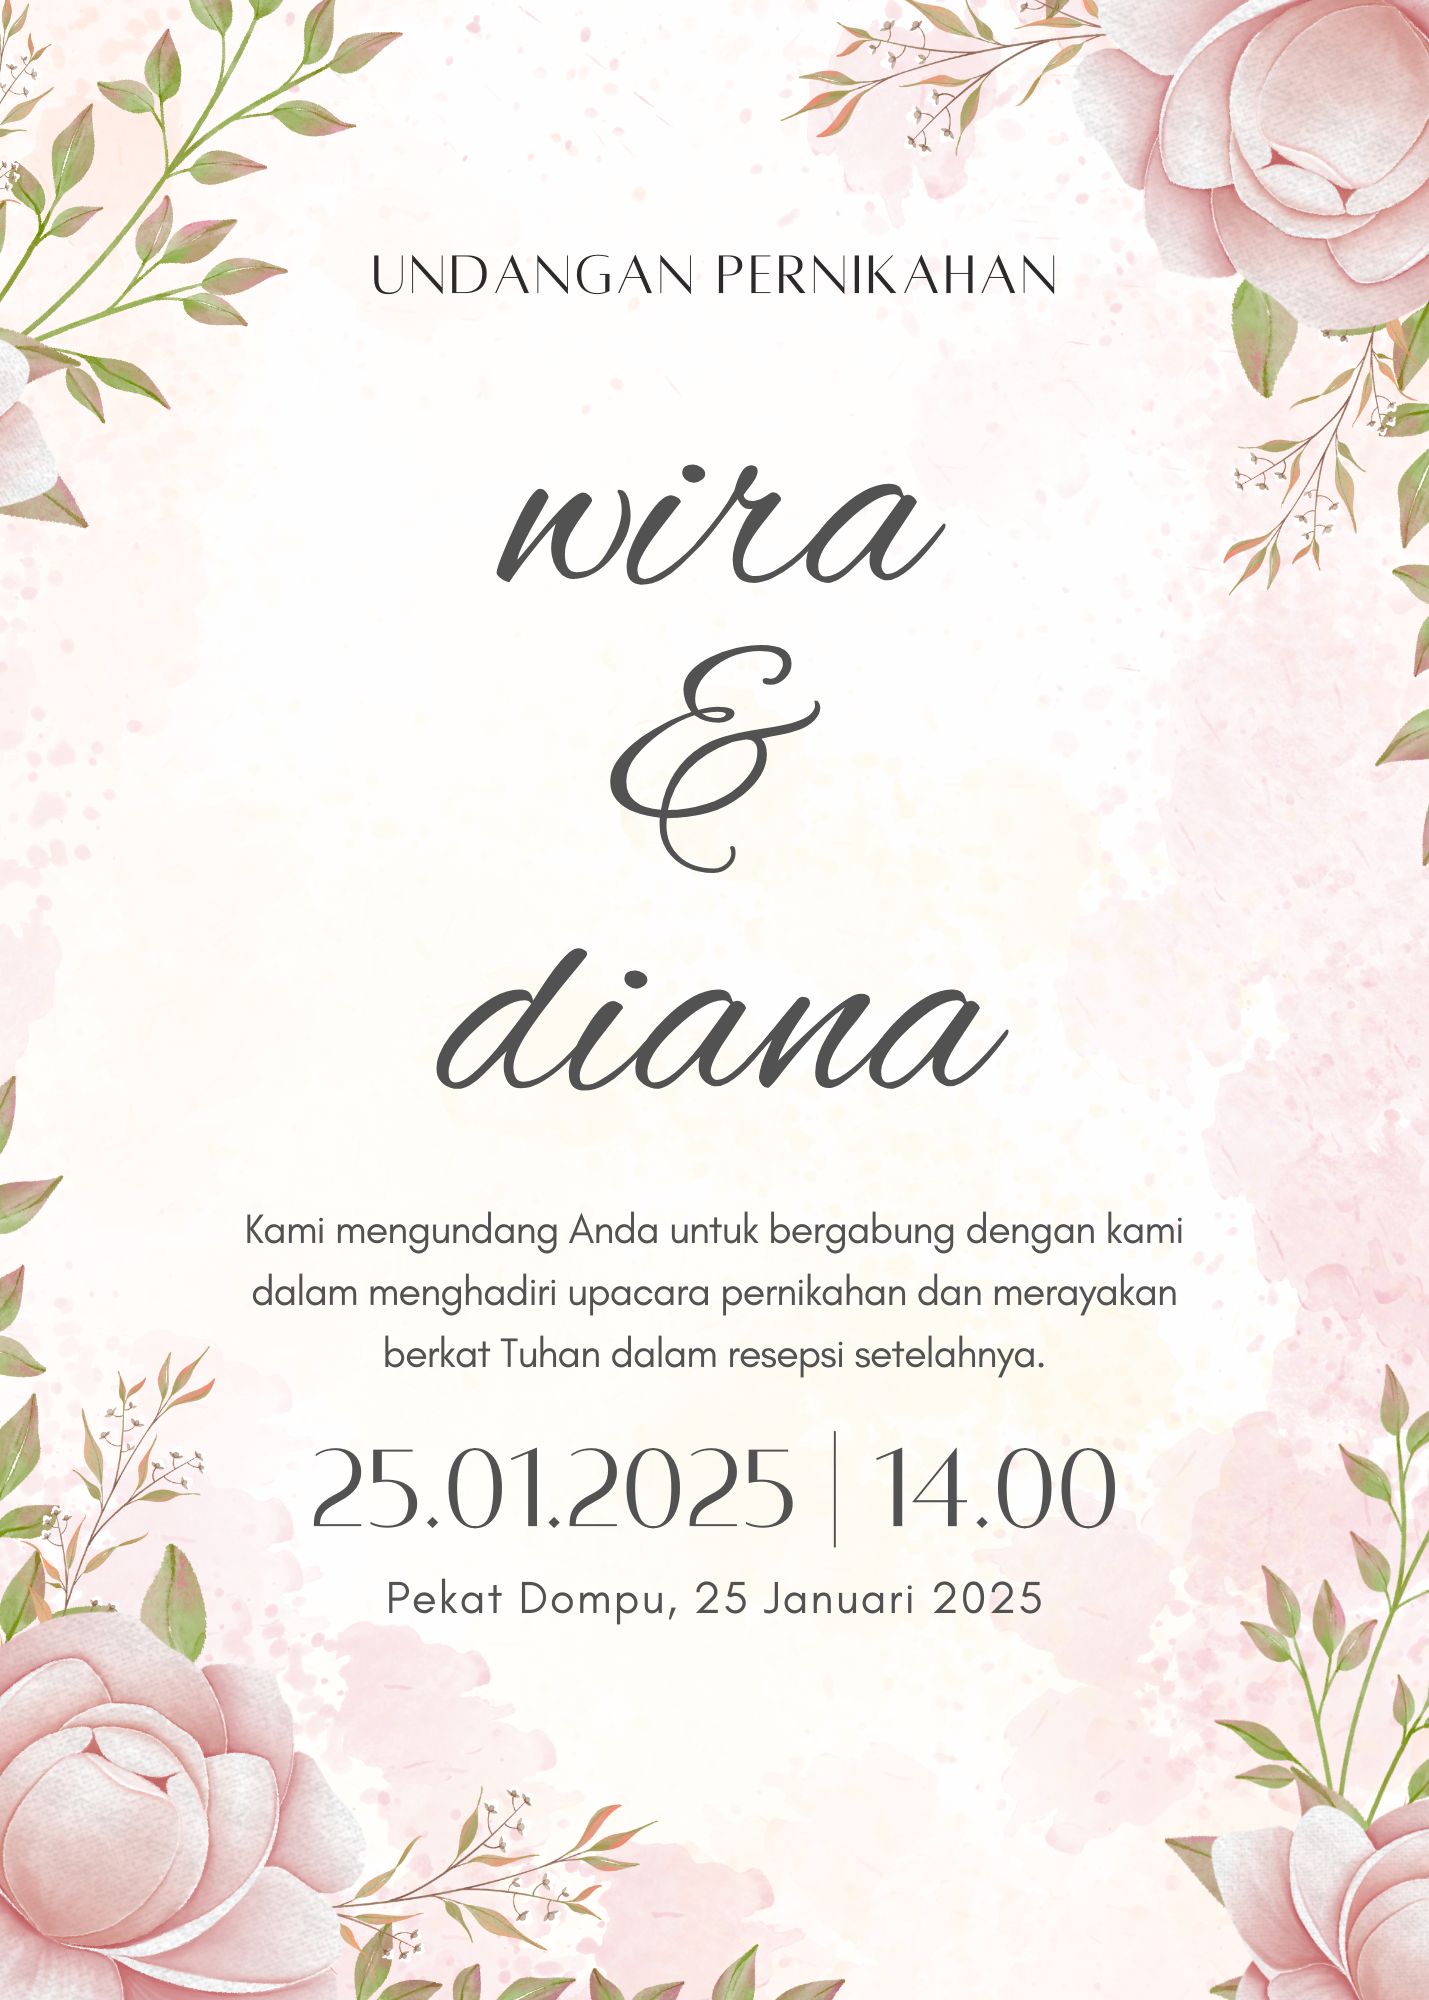 UNDANGAN PERNIKAHAN
wira
&
diana
Kami mengundang Anda untuk bergabung dengan kami
dalam menghadiri upacara pernikahan dan merayakan
berkat Tuhan dalam resepsi setelahnya.
25.01.2025 | 14.00
Pekat Dompu, 25 Januari 2025